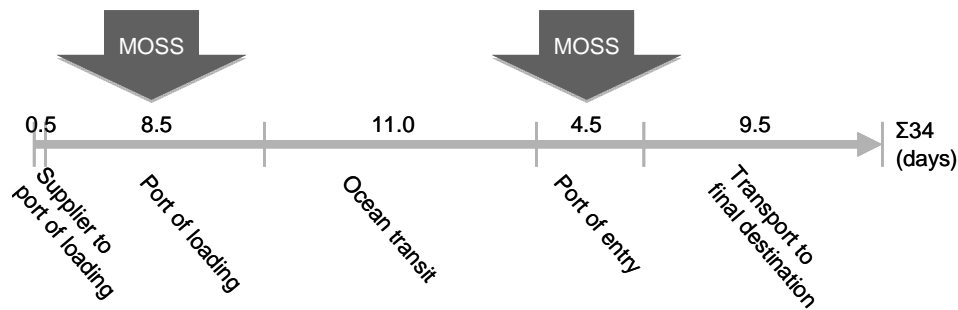 MOSS
MOSS
0.5
8.5
11.0
4.5
9.5
Σ34
(days)
Supplier to
port of loading
Port of loading
Ocean transit
Port of entry
Transport to
final destination